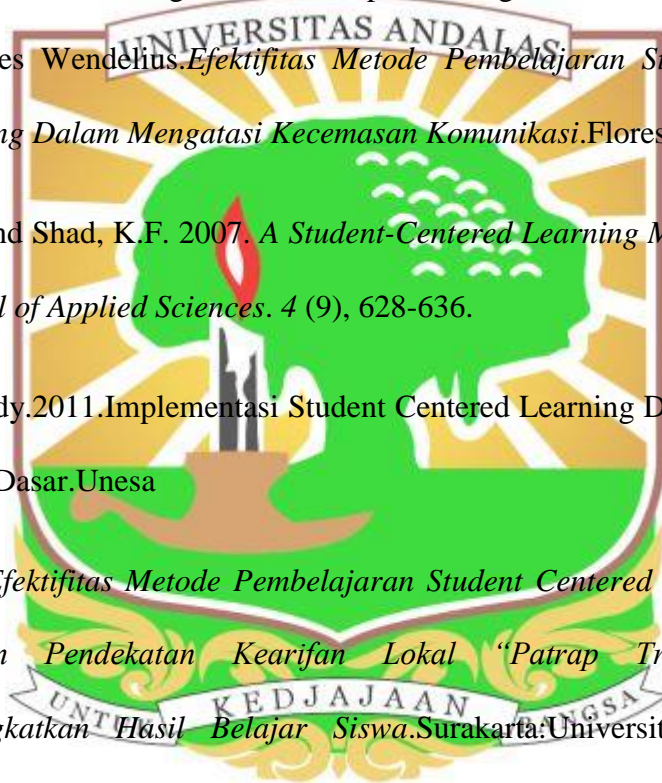 UNIVERSITAS ANDALAS
es Wendelius.Efektifitas Metode Pembelajaran
ng Dalam Mengatasi Kecemasan Komunikasi.Flores
nd Shad, K.F. 2007. A Student-Centered Learning M
l of Applied Sciences. 4 (9), 628-636.
dy.2011.Implementasi Student Centered Learning D
Dasar.Unesa
Efektifitas Metode Pembelajaran Student Centered
n Pendekatan Kearifan Lokal “Patrap
gkatkan Hasil Belajar Siswa.Surakarta:Universit
UNTUK KEDJAJAAN BANGSA